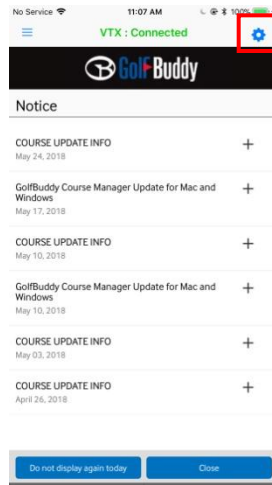 No Service 11:07 AM 100%
VTX : Connected
GolfBuddy
Notice
COURSE UPDATE INFO
May 24, 2018
GolfBuddy Course Manager Update for Mac and
Windows
May 17, 2018
COURSE UPDATE INFO
May 10, 2018
GolfBuddy Course Manager Update for Mac and
Windows
May 10, 2018
COURSE UPDATE INFO
May 03, 2018
COURSE UPDATE INFO
April 26, 2018
Do not display again today Close